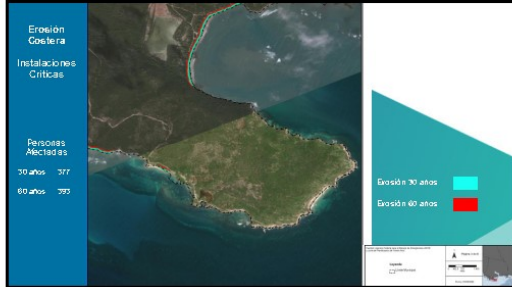 Erosión
Costera
Instalaciones
Críticas
Personas
Afectadas
30 años 377
60 años 393
Erosión 30 años
Erosión 60 años